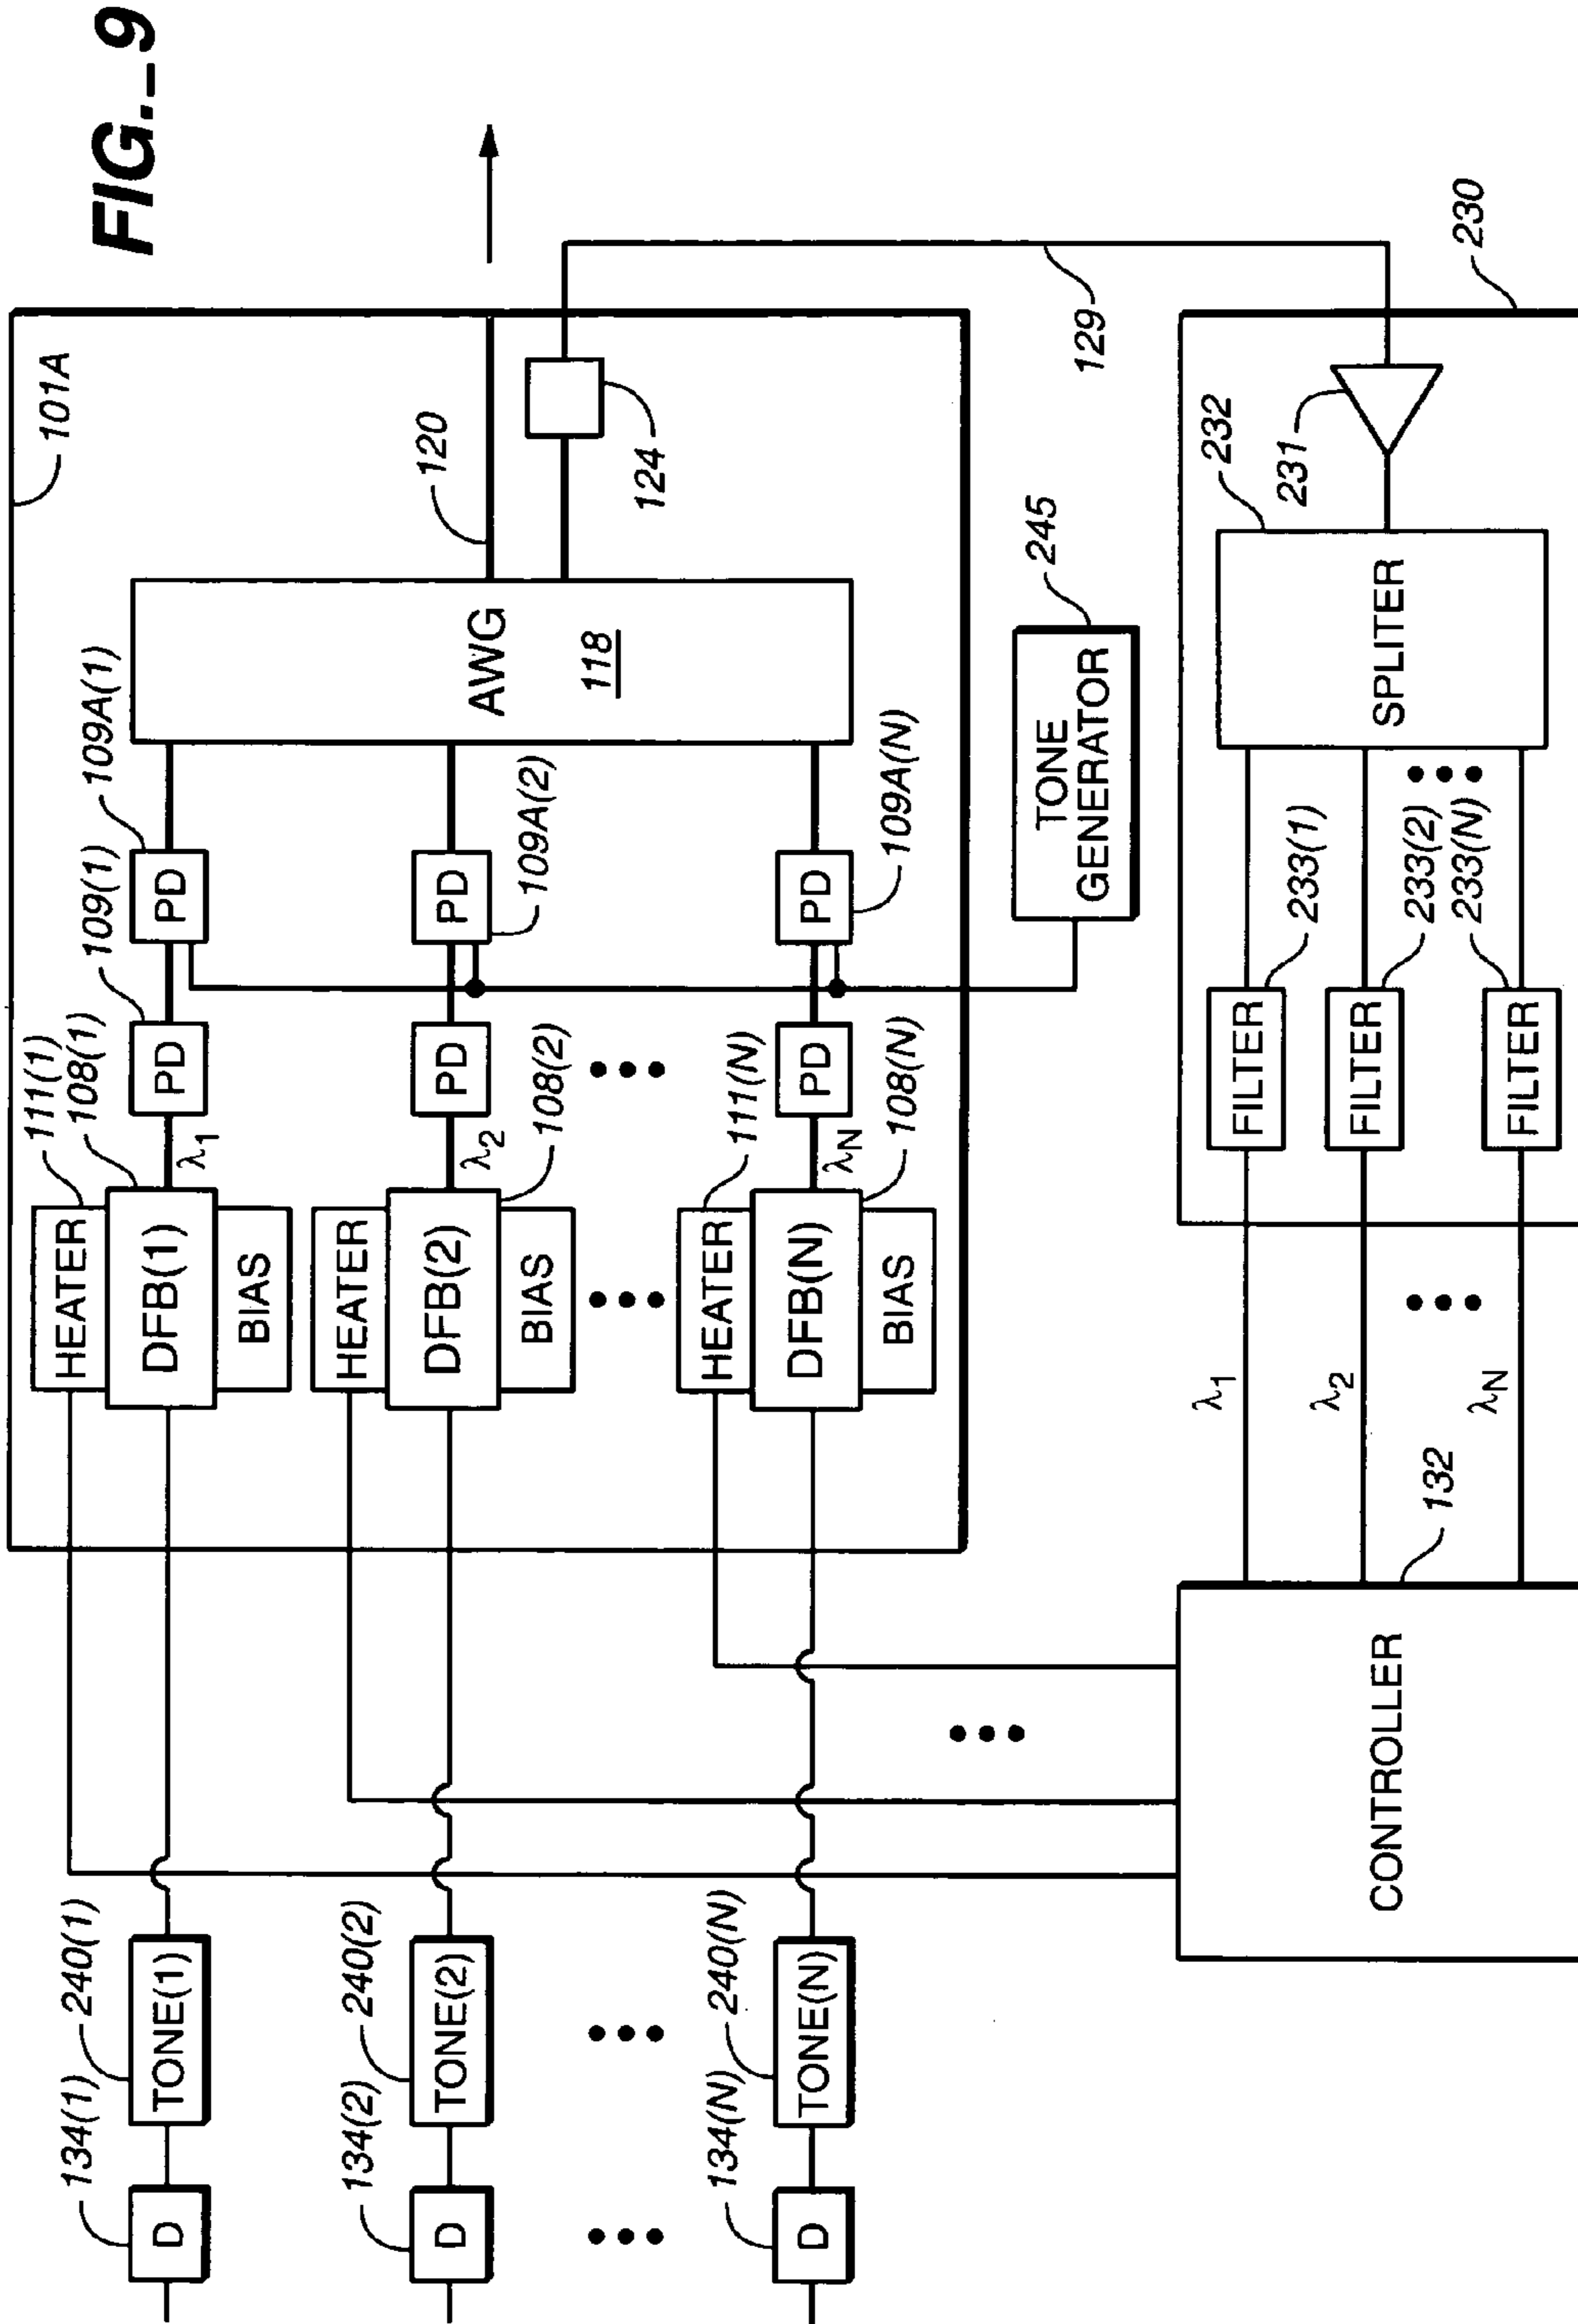 FIG._9
101A
111(1)
108(1)
109(1)
109A(1)
HEATER
DFB(1)
BIAS
λ1
PD
PD
134(1)
240(1)
D
TONE(1)
120
AWG
118
124
HEATER
DFB(2)
BIAS
λ2
PD
PD
108(2)
109A(2)
134(2)
240(2)
D
TONE(2)
111(N)
HEATER
DFB(N)
BIAS
λN
PD
PD
108(N)
109A(N)
134(N)
240(N)
D
TONE(N)
TONE
GENERATOR
245
129
CONTROLLER
132
λ1
λ2
λN
FILTER
FILTER
FILTER
233(1)
233(2)
233(N)
SPLITER
232
231
230